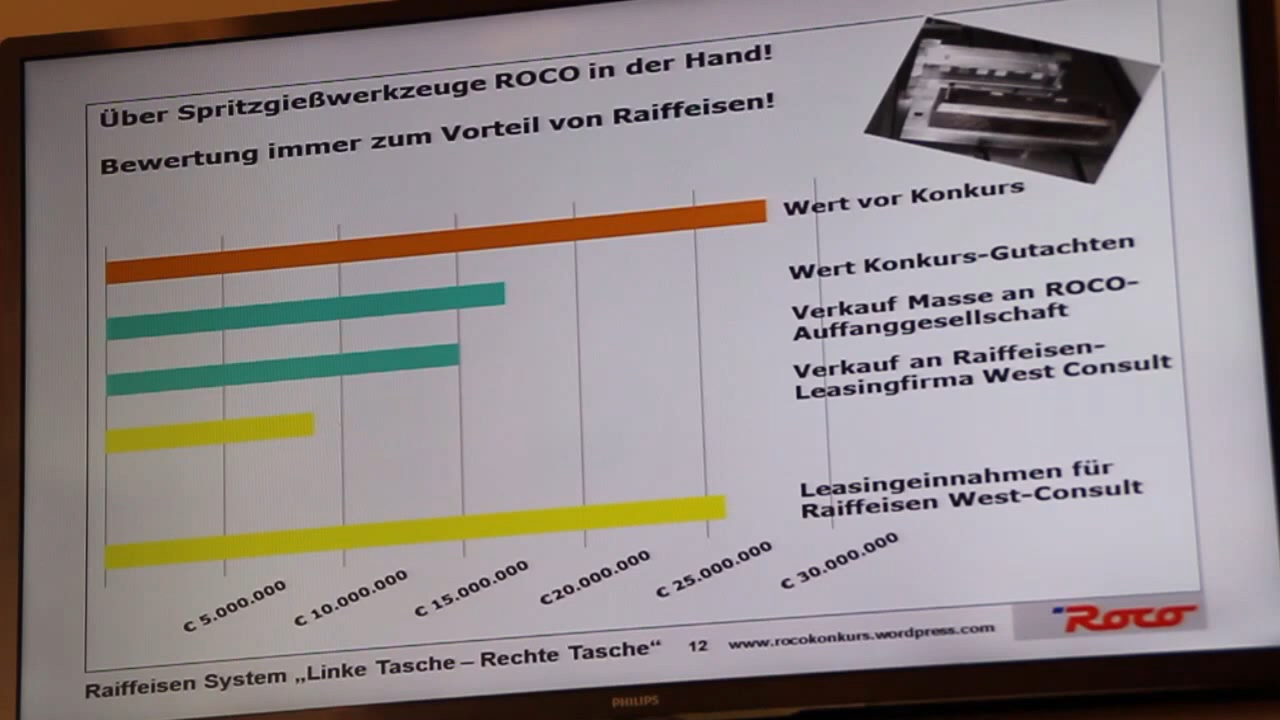 Über Spritzgießwerkzeuge ROCO in der Hand!
Bewertung immer zum Vorteil von Raiffeisen!
Wert vor Konkurs
Wert Konkurs-Gutachten
Verkauf Masse an ROCO-
Auffanggesellschaft
Verkauf an Raiffeisen-
Leasingfirma West Consult
Leasingeinnahmen für
Raiffeisen West-Consult
€ 5.000.000
€ 10.000.000
€ 15.000.000
€20.000.000
€ 25.000.000
€ 30.000.000
Raiffeisen System „Linke Tasche – Rechte Tasche“
12
www.rocokonkurs.wordpress.com
Roco
PHILIPS